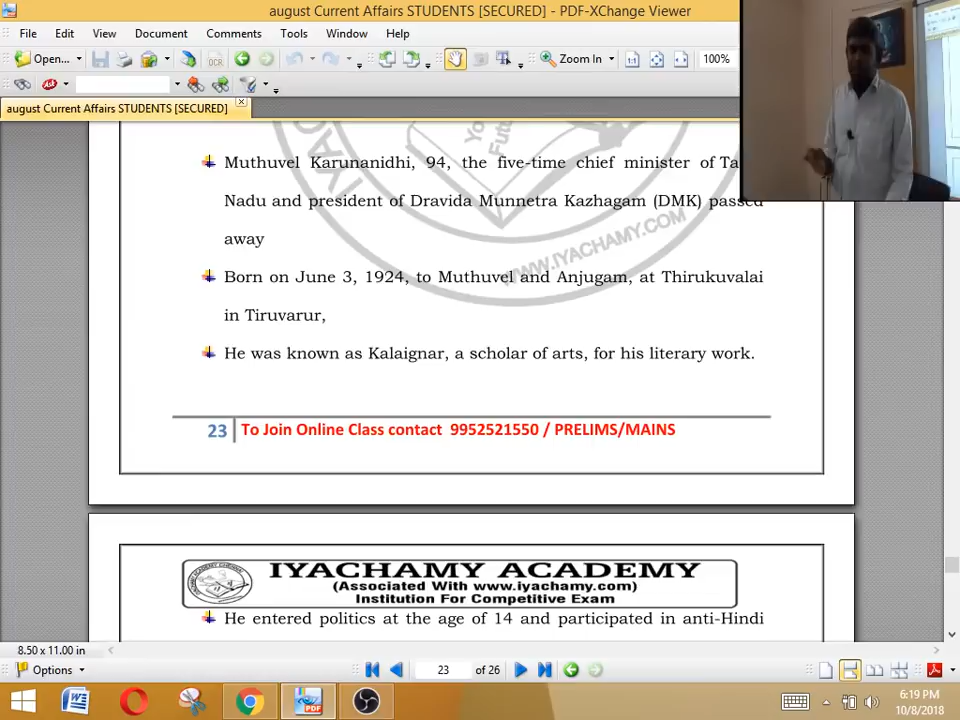 august Current Affairs STUDENTS [SECURED] - PDF-XChange Viewer
File Edit View Document Comments Tools Window Help
Open... OCR Zoom In 100%
august Current Affairs STUDENTS [SECURED]
Muthuvel Karunanidhi, 94, the five-time chief minister of
Nadu and president of Dravida Munnetra Kazhagam (DMK) passed
away
WWW.IYACHAMY.COM
Born on June 3, 1924, to Muthuvel and Anjugam, at Thirukuvalai
in Tiruvarur,
He was known as Kalaignar, a scholar of arts, for his literary work.
23 To Join Online Class contact 9952521550 / PRELIMS/MAINS
IYACHAMY ACADEMY
(Associated With www.iyachamy.com)
Institution For Competitive Exam
He entered politics at the age of 14 and participated in anti-Hindi
8.50 x 11.00 in
Options 23 of 26
6:19 PM
10/8/2018